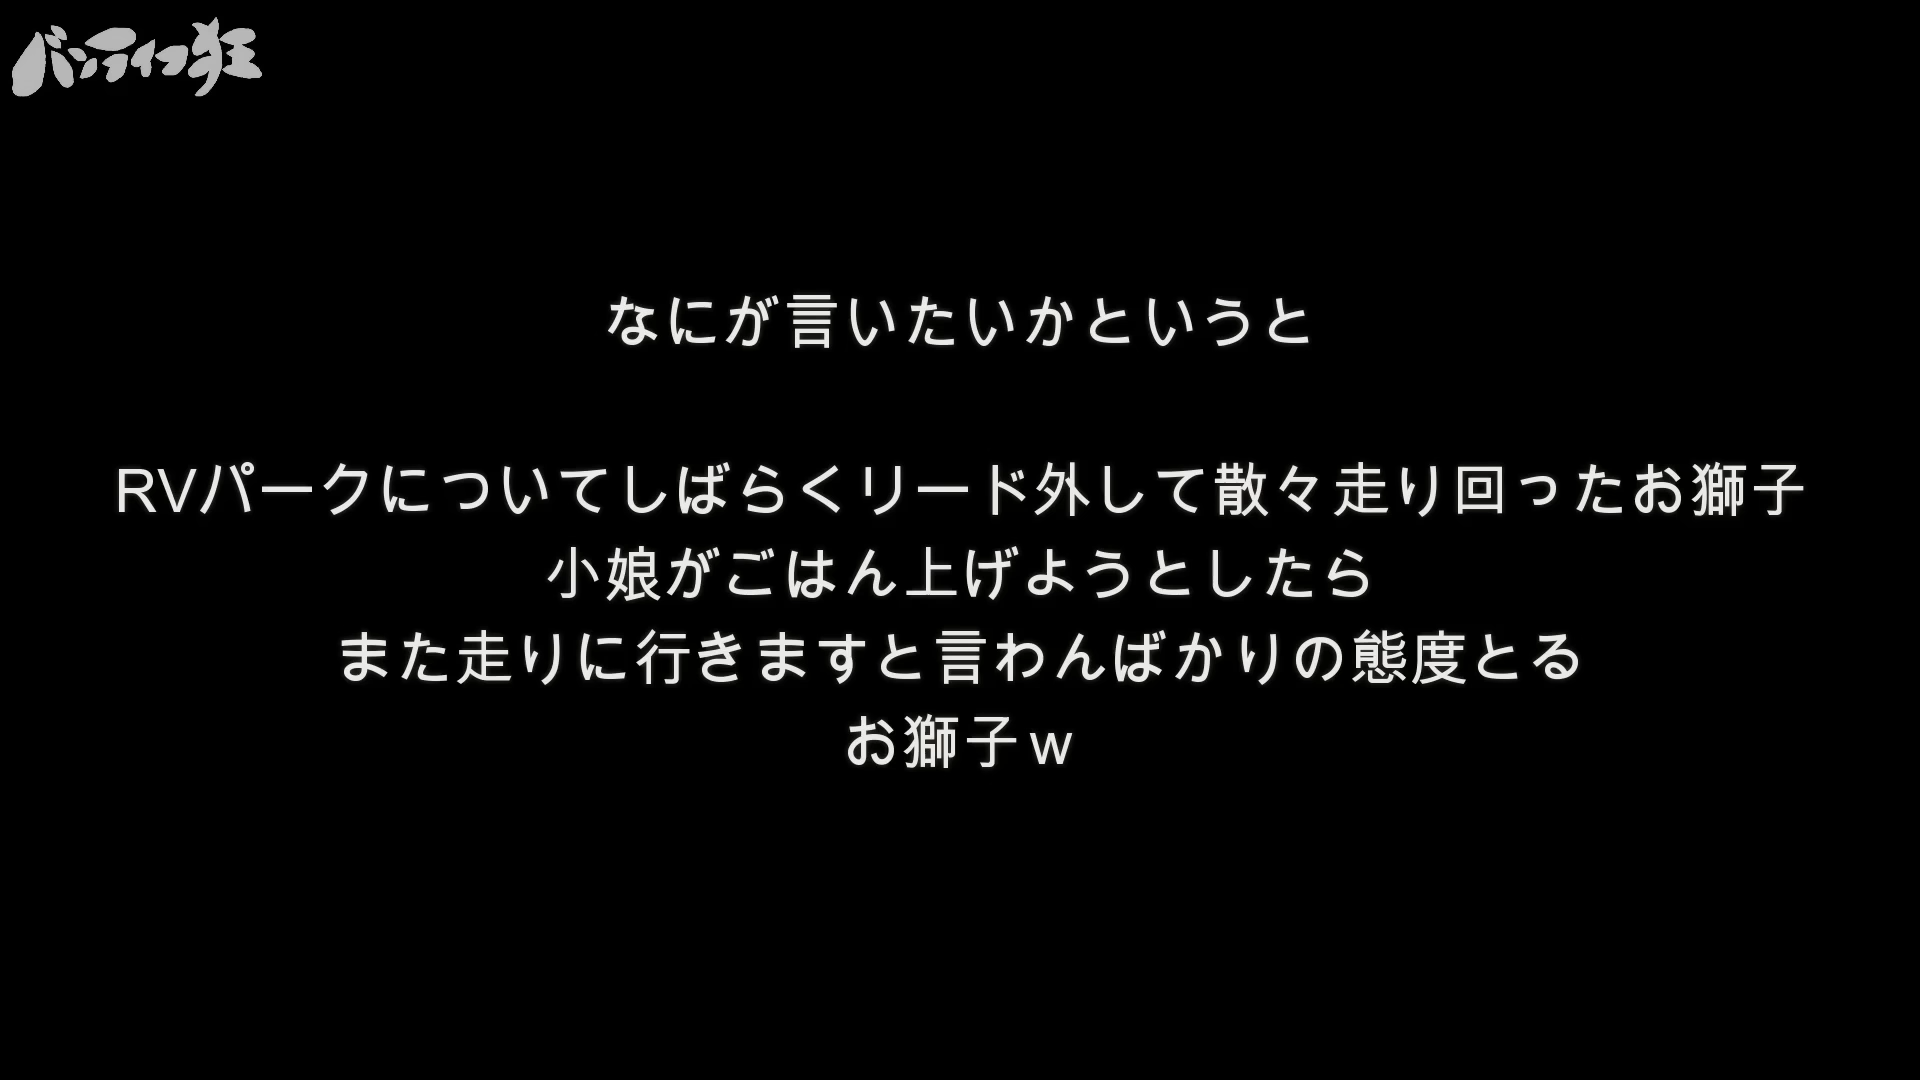 バンライフ狂
なにが言いたいかというと
RVパークについてしばらくリード外して散々走り回ったお獅子
小娘がごはん上げようとしたら
また走りに行きますと言わんばかりの態度とる
お獅子ｗ